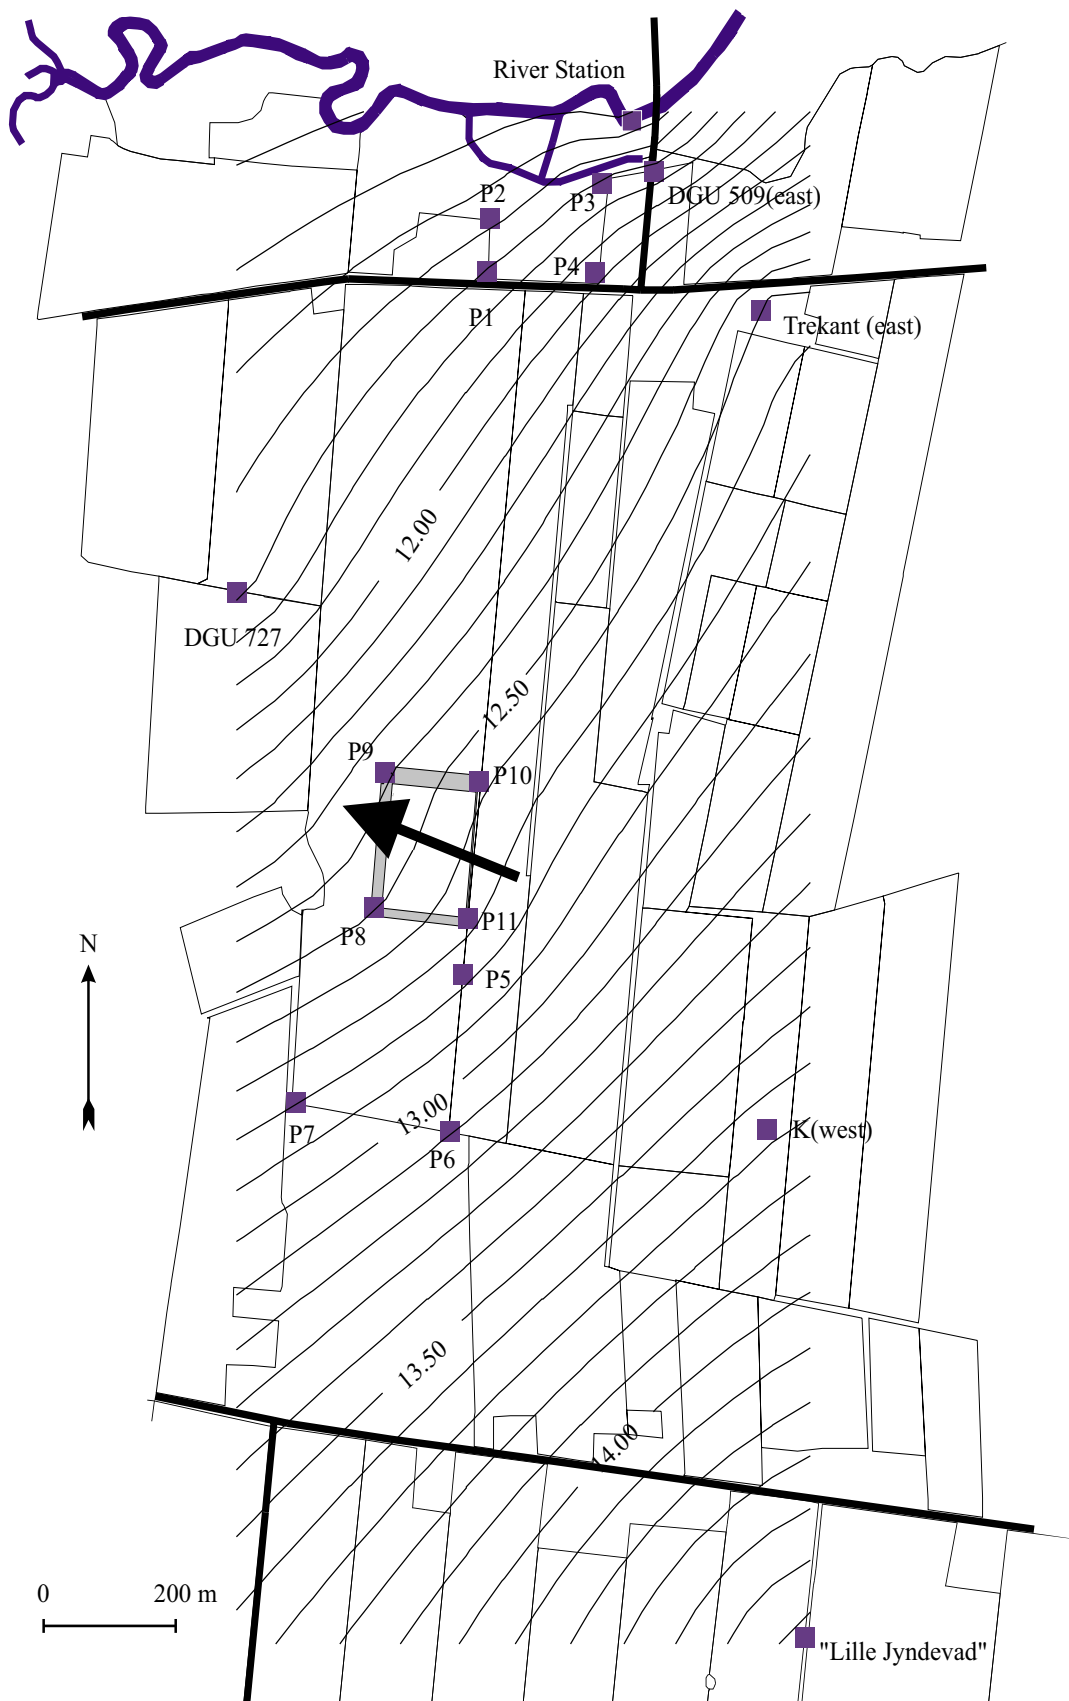 River Station
P2
P3
DGU 509(east)
P4
P1
Trekant (east)
12.00
DGU 727
12.50
P9
P10
P8
P11
N
P5
13.00
P7
P6
K(west)
13.50
14.00
0 200 m
"Lille Jyndevad"